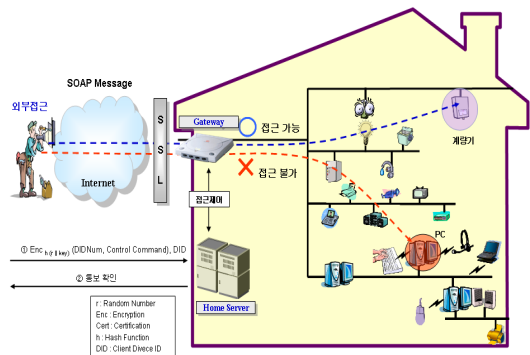 SOAP Message
외부접근
Internet
S
S
L
Gateway
접근 가능
접근 불가
계량기
접근제어
PC
Home Server
① Enc h (r || key) (DIDNum, Control Command), DID
② 통보 확인
r : Random Number
Enc : Encryption
Cert : Certification
h : Hash Function
DID : Client Divece ID